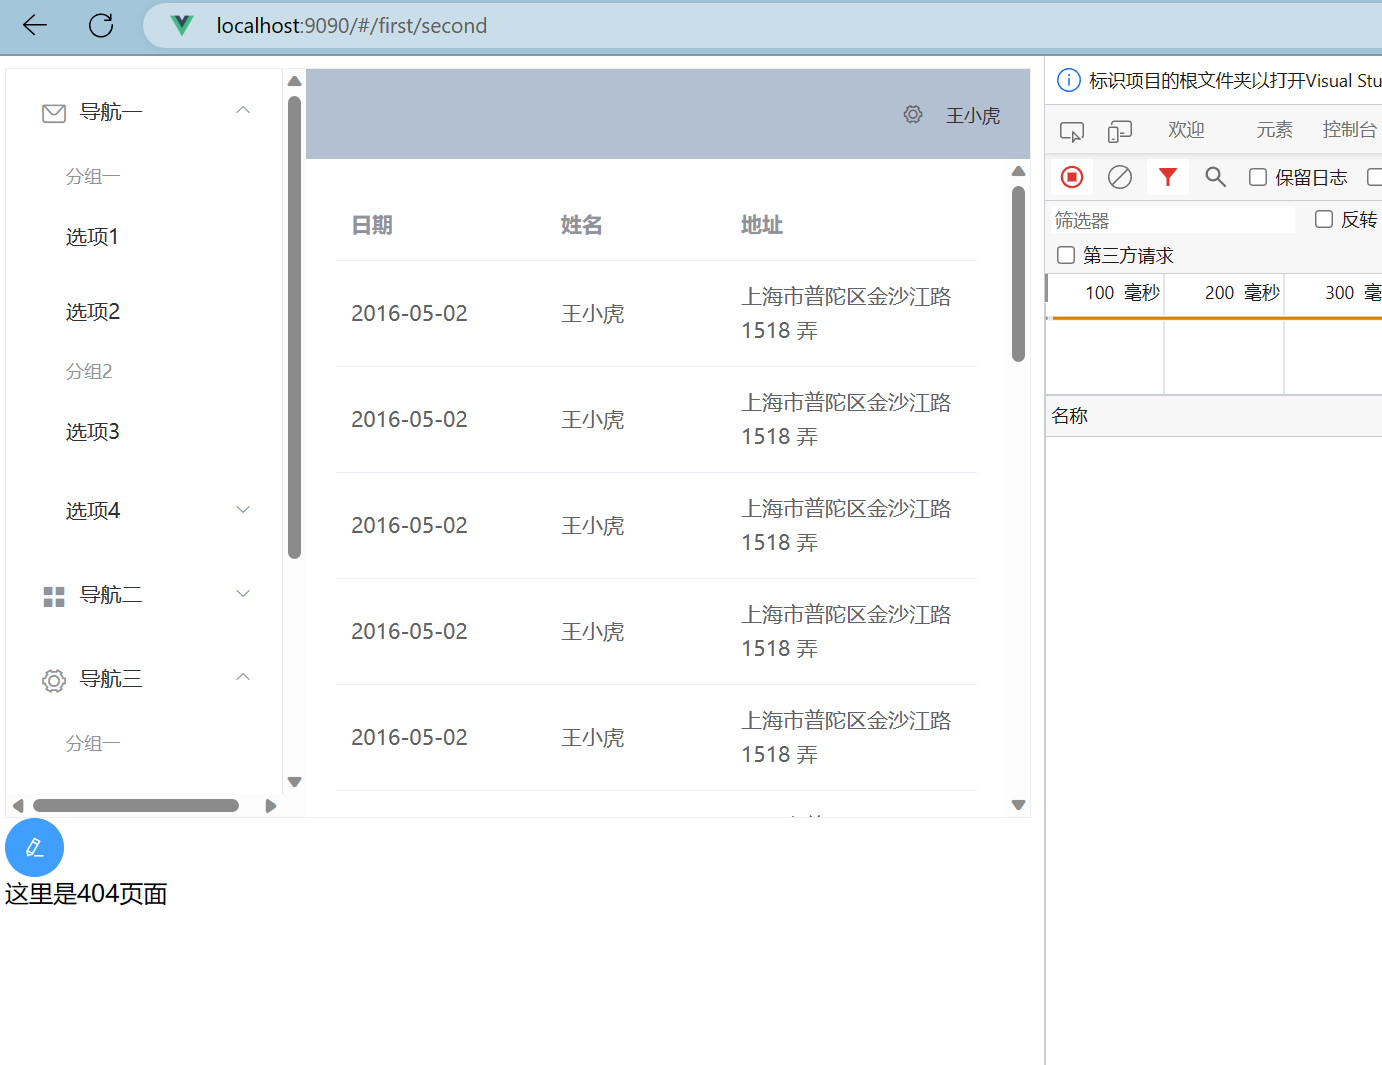 localhost:9090/#/first/second
导航一
分组一
选项1
选项2
分组2
选项3
选项4
导航二
导航三
分组一
王小虎
日期 姓名 地址
2016-05-02 王小虎 上海市普陀区金沙江路
1518 弄
2016-05-02 王小虎 上海市普陀区金沙江路
1518 弄
2016-05-02 王小虎 上海市普陀区金沙江路
1518 弄
2016-05-02 王小虎 上海市普陀区金沙江路
1518 弄
2016-05-02 王小虎 上海市普陀区金沙江路
1518 弄
这里是404页面
标识项目的根文件夹以打开Visual Stu
欢迎 元素 控制台
保留日志
筛选器 反转
第三方请求
100 毫秒 200 毫秒 300 毫
名称